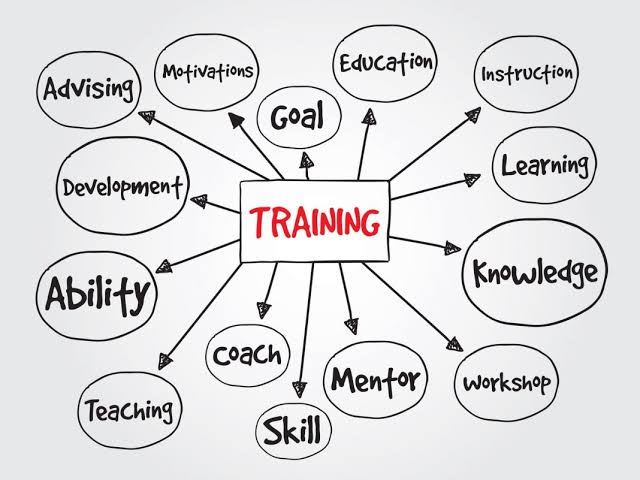 Advising
Motivations
Goal
Education
Instruction
Development
TRAINING
Learning
Ability
Knowledge
Teaching
Coach
Skill
Mentor
Workshop